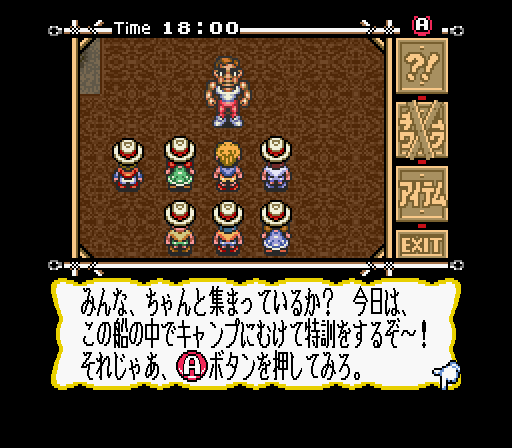 Time 18:00
A
?!
アイテム
EXIT
みんな、ちゃんと集まっているか? 今日は、
この船の中でキャンプにむけて特訓をするぞ〜!
それじゃあ、Aボタンを押してみろ。